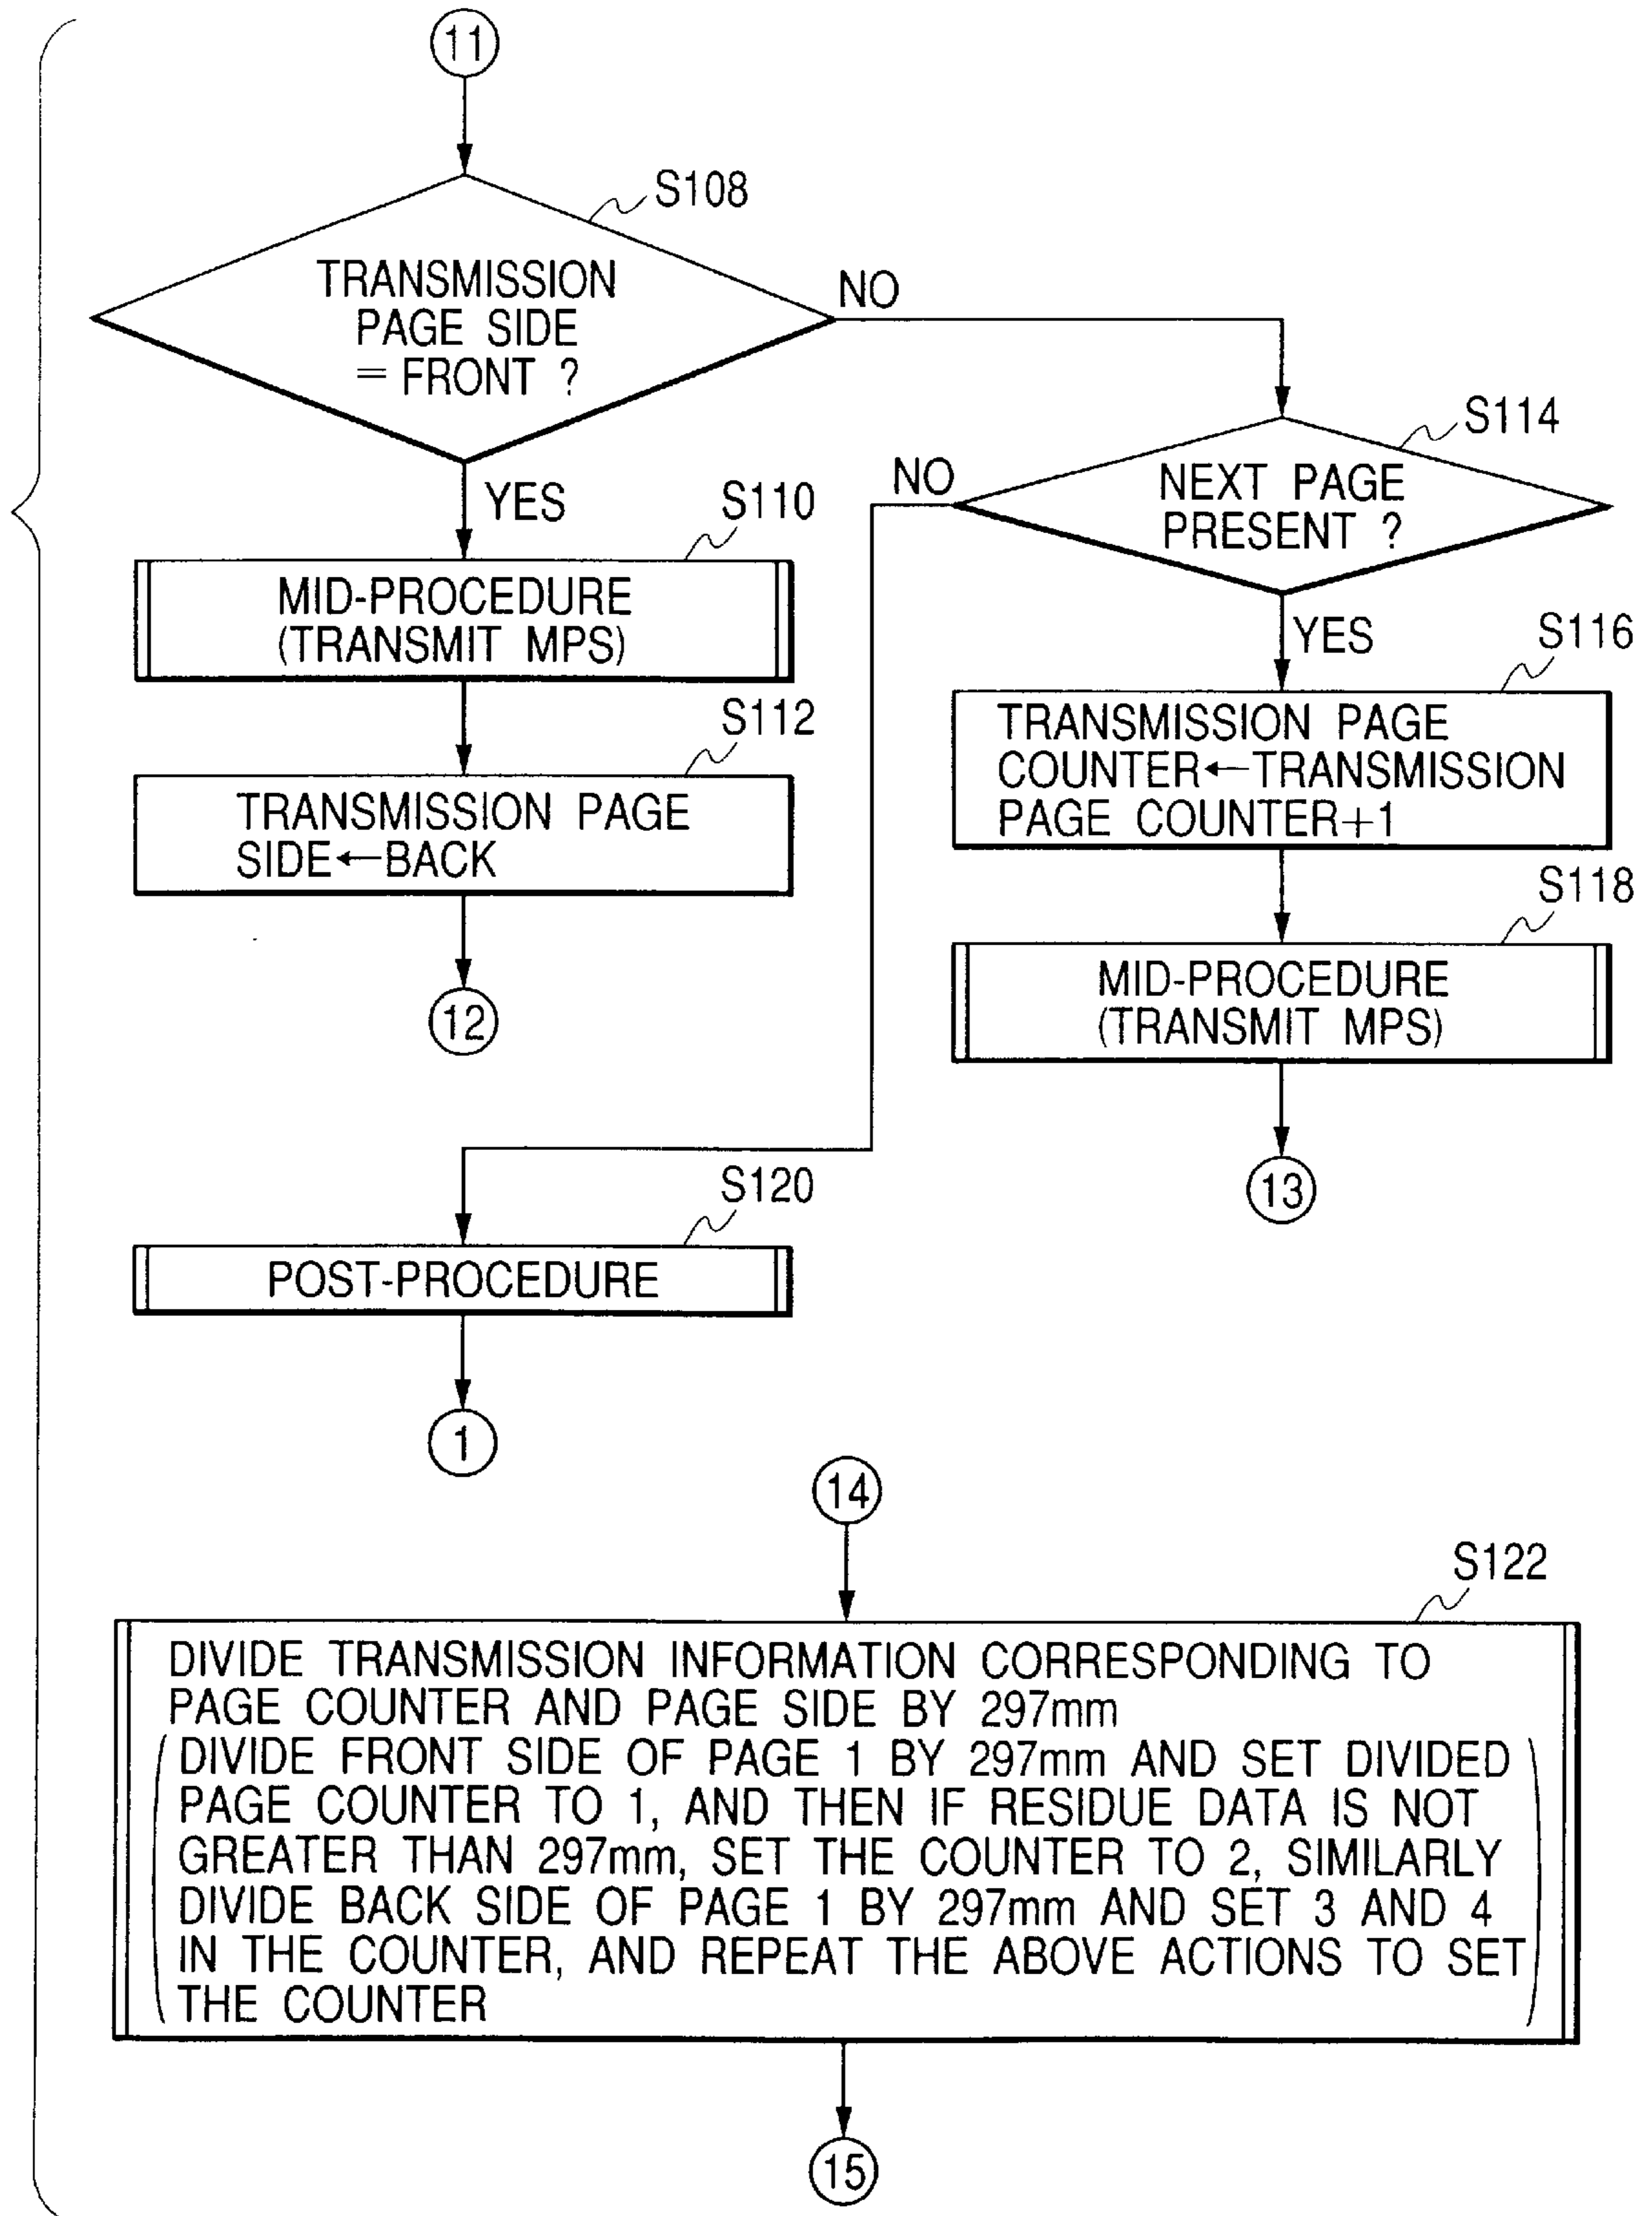 11
S108
TRANSMISSION
PAGE SIDE
= FRONT ?
NO
YES
S110
MID-PROCEDURE
(TRANSMIT MPS)
S112
TRANSMISSION PAGE
SIDE←BACK
12
S114
NEXT PAGE
PRESENT ?
NO
YES
S116
TRANSMISSION PAGE
COUNTER←TRANSMISSION
PAGE COUNTER+1
S118
MID-PROCEDURE
(TRANSMIT MPS)
13
S120
POST-PROCEDURE
1
14
S122
DIVIDE TRANSMISSION INFORMATION CORRESPONDING TO
PAGE COUNTER AND PAGE SIDE BY 297mm
(DIVIDE FRONT SIDE OF PAGE 1 BY 297mm AND SET DIVIDED
PAGE COUNTER TO 1, AND THEN IF RESIDUE DATA IS NOT
GREATER THAN 297mm, SET THE COUNTER TO 2, SIMILARLY
DIVIDE BACK SIDE OF PAGE 1 BY 297mm AND SET 3 AND 4
IN THE COUNTER, AND REPEAT THE ABOVE ACTIONS TO SET
THE COUNTER)
15